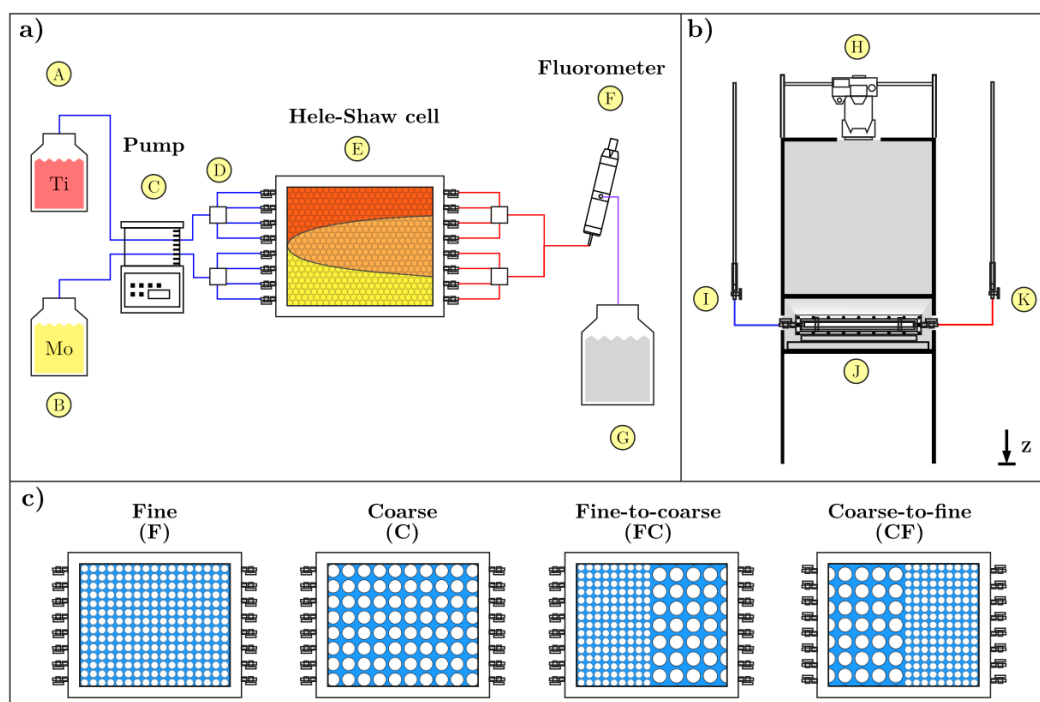 a)
A
Ti
Pump
C
D
Hele-Shaw cell
E
Fluorometer
F
Mo
B
G
b)
H
I
K
J
z
c)
Fine
(F)
Coarse
(C)
Fine-to-coarse
(FC)
Coarse-to-fine
(CF)